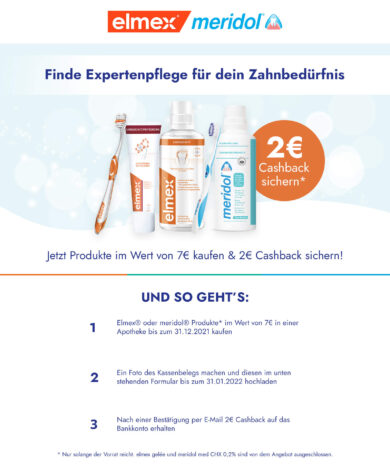 elmex® meridol®
Finde Expertenpflege für dein Zahnbedürfnis
2€
Cashback
sichern*
elmex
elmex
meridol
Jetzt Produkte im Wert von 7€ kaufen & 2€ Cashback sichern!
UND SO GEHT’S:
1
Elmex® oder meridol® Produkte* im Wert von 7€ in einer
Apotheke bis zum 31.12.2021 kaufen
2
Ein Foto des Kassenbelegs machen und diesen im unten
stehenden Formular bis zum 31.01.2022 hochladen
3
Nach einer Bestätigung per E-Mail 2€ Cashback auf das
Bankkonto erhalten
* Nur solange der Vorrat reicht. elmex gelée und meridol med CHX 0,2% sind von dem Angebot ausgeschlossen.